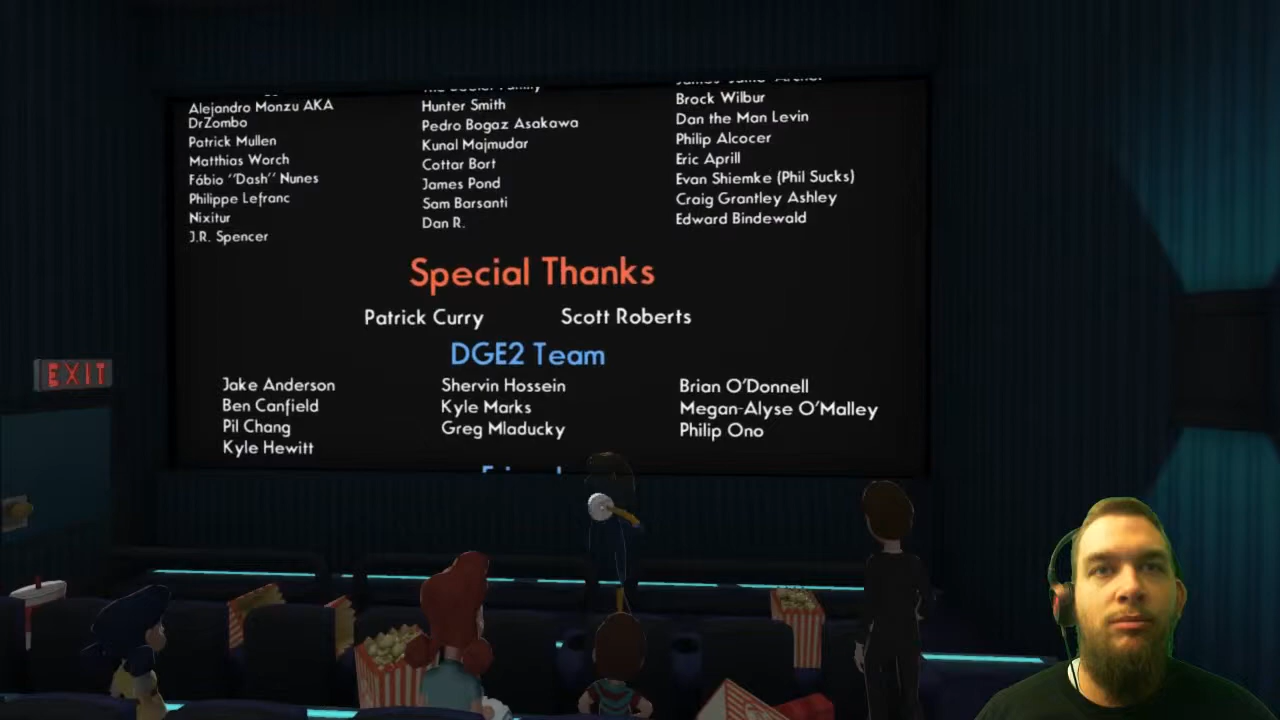 Alejandro Monzu AKA
DrZombo
Patrick Mullen
Matthias Worch
Fábio "Dash" Nunes
Philippe Lefranc
Nixitur
J.R. Spencer
Hunter Smith
Pedro Bogaz Asakawa
Kunal Majmudar
Cottar Bort
James Pond
Sam Barsanti
Dan R.
Brock Wilbur
Dan the Man Levin
Philip Alcocer
Eric Aprill
Evan Shiemke (Phil Sucks)
Craig Grantley Ashley
Edward Bindewald
Special Thanks
Patrick Curry
Scott Roberts
DGE2 Team
Jake Anderson
Ben Canfield
Pil Chang
Kyle Hewitt
Shervin Hossein
Kyle Marks
Greg Mladucky
Brian O'Donnell
Megan-Alyse O'Malley
Philip Ono
EXIT